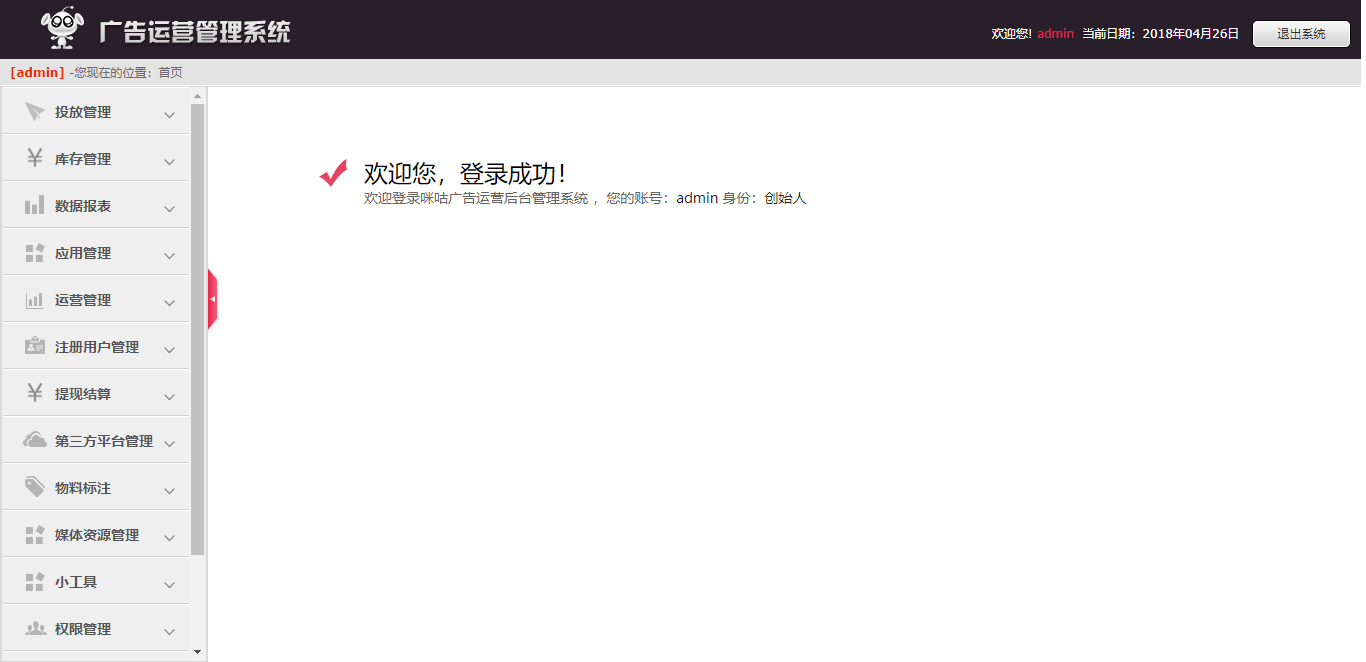 广告运营管理系统
欢迎您! admin 当前日期：2018年04月26日
退出系统
[admin] -您现在的位置：首页
投放管理
库存管理
数据报表
应用管理
运营管理
注册用户管理
提现结算
第三方平台管理
物料标注
媒体资源管理
小工具
权限管理
欢迎您，登录成功！
欢迎登录咪咕广告运营后台管理系统 ，您的账号：admin 身份：创始人